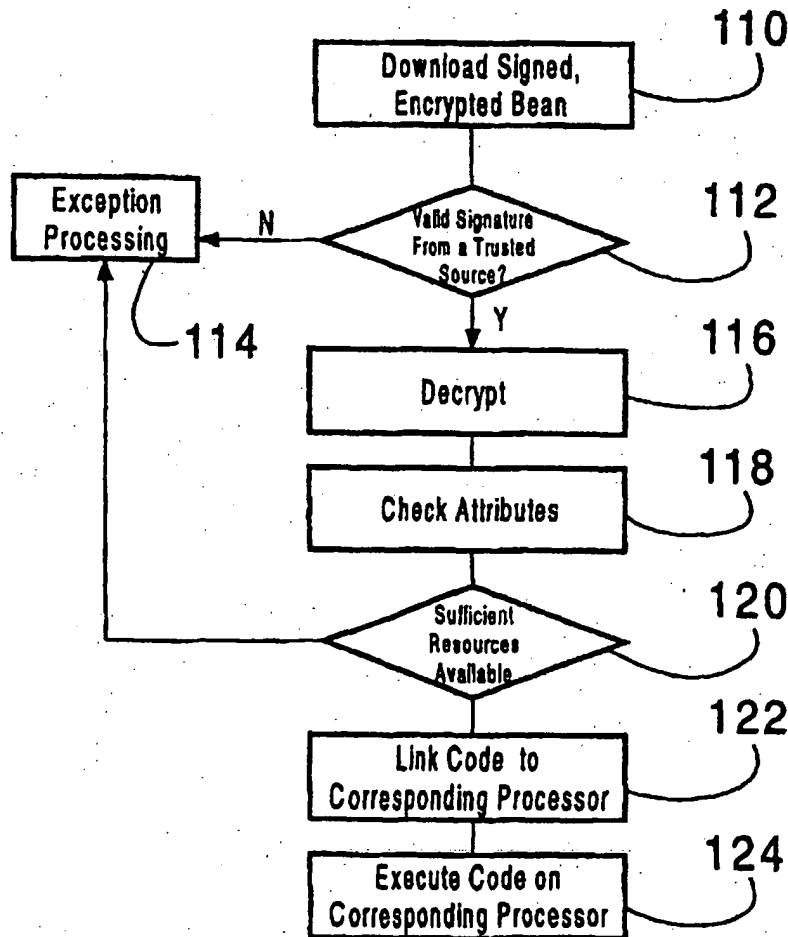 110
Download Signed,
Encrypted Bean
112
Valid Signature
From a Trusted
Source?
N
Exception
Processing
114
Y
116
Decrypt
118
Check Attributes
120
Sufficient
Resources
Available
122
Link Code to
Corresponding Processor
124
Execute Code on
Corresponding Processor